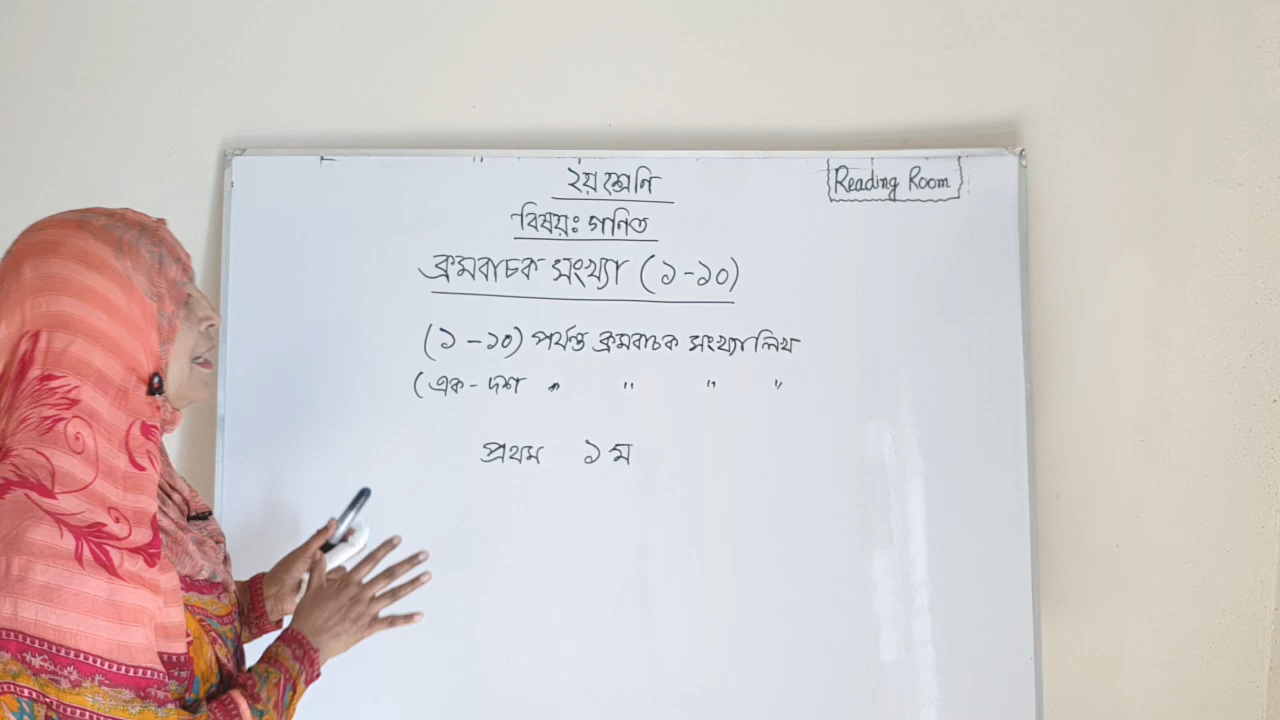 ২য় শ্রেণি
Reading Room
বিষয়ঃ গণিত
ক্রমবাচক সংখ্যা (১-১০)
(১ - ১০) পর্যন্ত ক্রমবাচক সংখ্যা লিখ
(এক - দশ " " " "
প্রথম ১ম